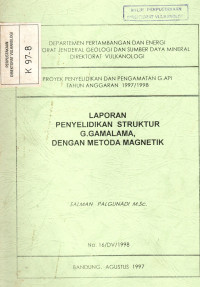 DEPARTEMEN PERTAMBANGAN DAN ENERGI
DIREKTORAT JENDERAL GEOLOGI DAN SUMBER DAYA MINERAL
DIREKTORAT VULKANOLOGI
K 97-8
PROYEK PENYELIDIKAN DAN PENGAMATAN G.API
TAHUN ANGGARAN 1997/1998
LAPORAN
PENYELIDIKAN STRUKTUR
G.GAMALAMA,
DENGAN METODA MAGNETIK
SALMAN PALGUNADI M.Sc.
No. 16/DV/1998
BANDUNG, AGUSTUS 1997